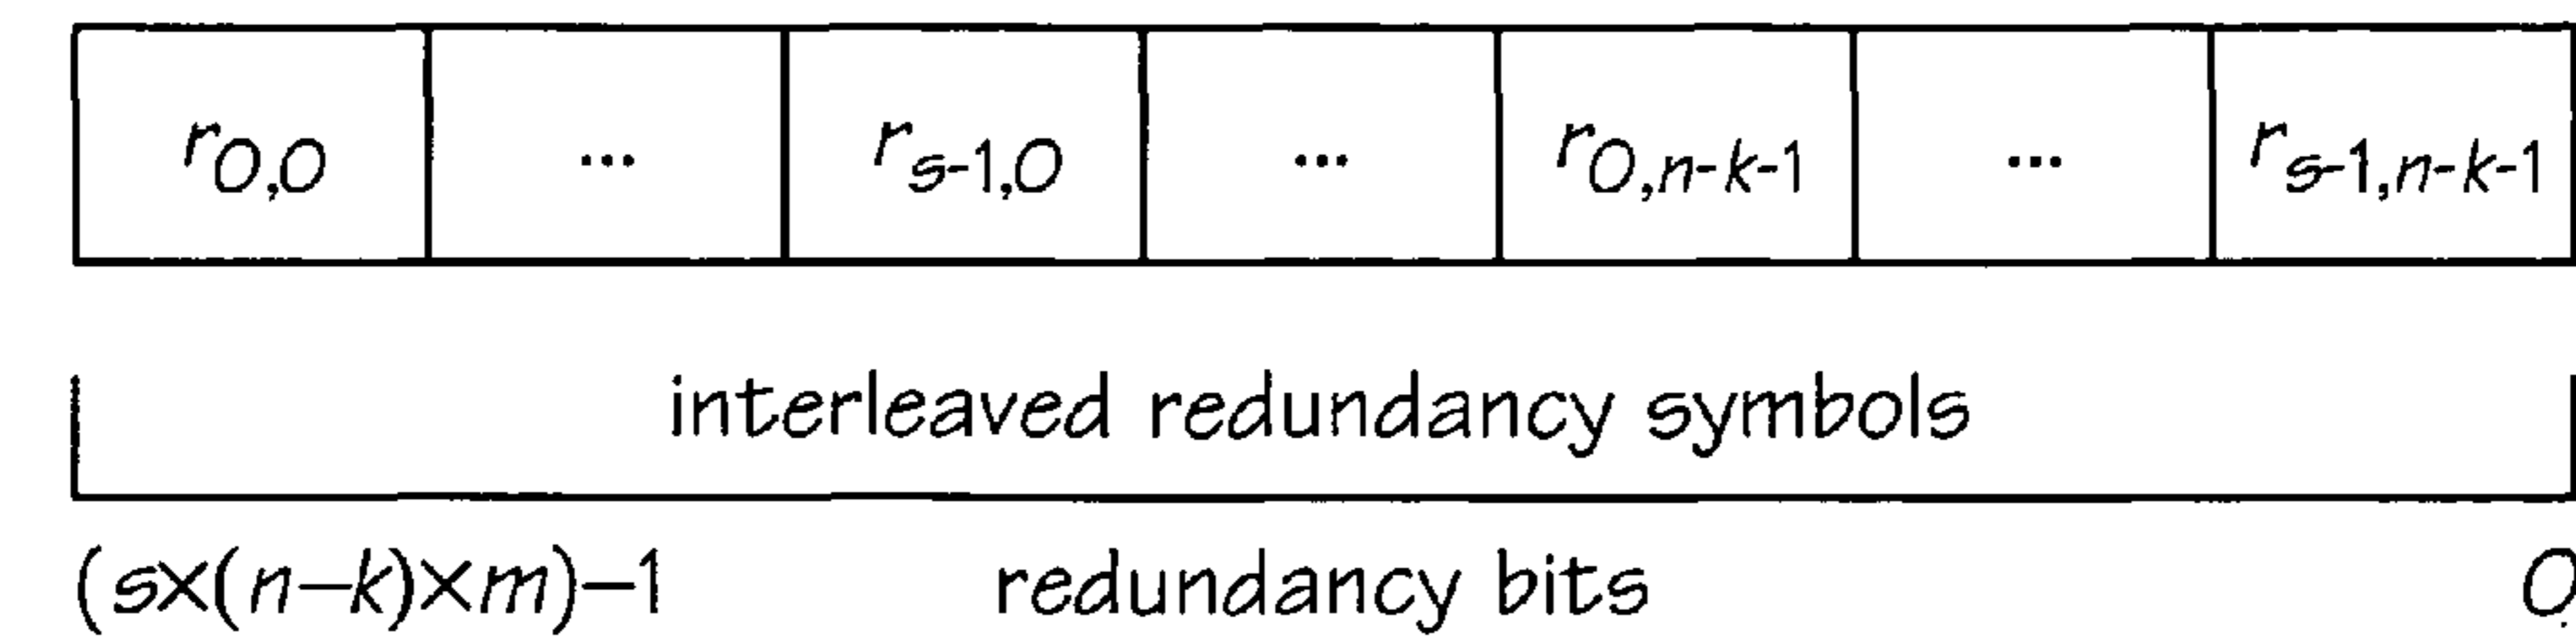 r0,0 ... rs-1,0 ... r0,n-k-1 ... rs-1,n-k-1
interleaved redundancy symbols
(s×(n−k)×m)−1 redundancy bits 0